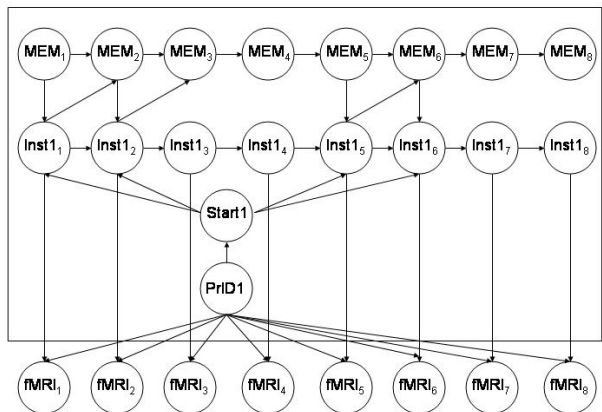 MEM1 MEM2 MEM3 MEM4 MEM5 MEM6 MEM7 MEM8
Inst11 Inst12 Inst13 Inst14 Inst15 Inst16 Inst17 Inst18
Start1
PrID1
fMRI1 fMRI2 fMRI3 fMRI4 fMRI5 fMRI6 fMRI7 fMRI8